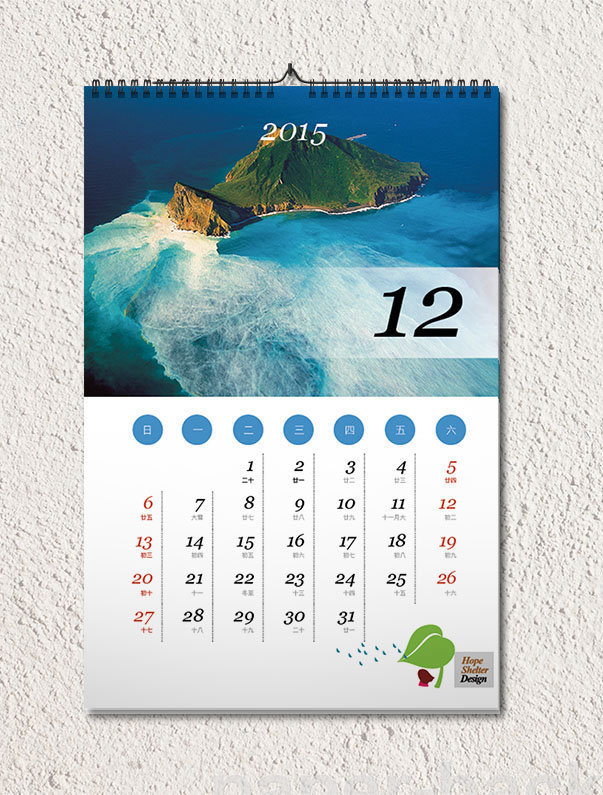 2015
12
日 一 二 三 四 五 六
1 2 3 4 5
二十 廿一 廿二 廿三 廿四
6 7 8 9 10 11 12
廿五 大雪 廿七 廿八 廿九 十一月大 初二
13 14 15 16 17 18 19
初三 初四 初五 初六 初七 初八 初九
20 21 22 23 24 25 26
初十 十一 冬至 十三 十四 十五 十六
27 28 29 30 31
十七 十八 十九 二十 廿一
Hope
Shelter
Design